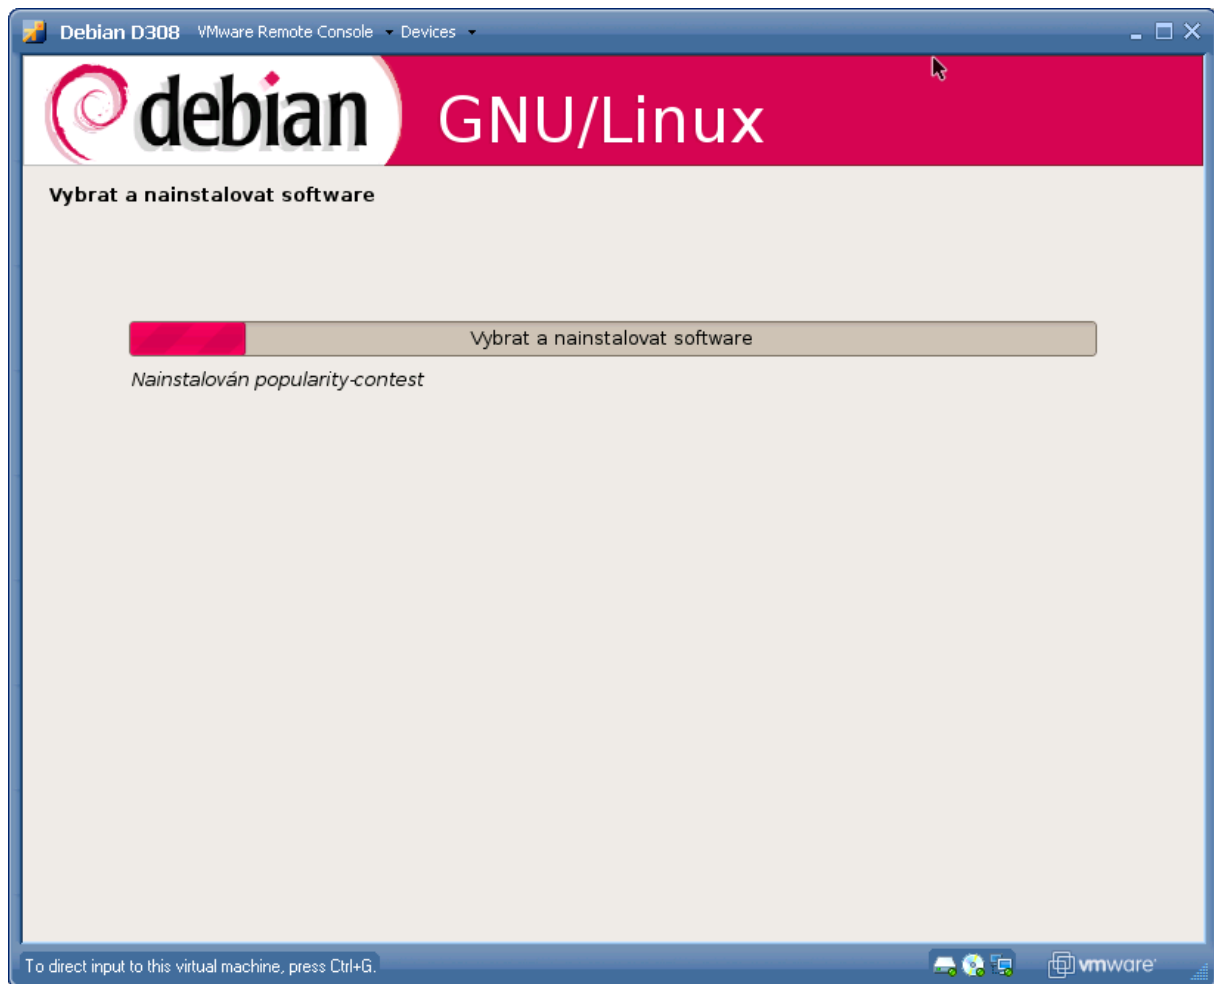 Debian D308 VMware Remote Console Devices
debian GNU/Linux
Vybrat a nainstalovat software
Vybrat a nainstalovat software
Nainstalován popularity-contest
To direct input to this virtual machine, press Ctrl+G.
vmware